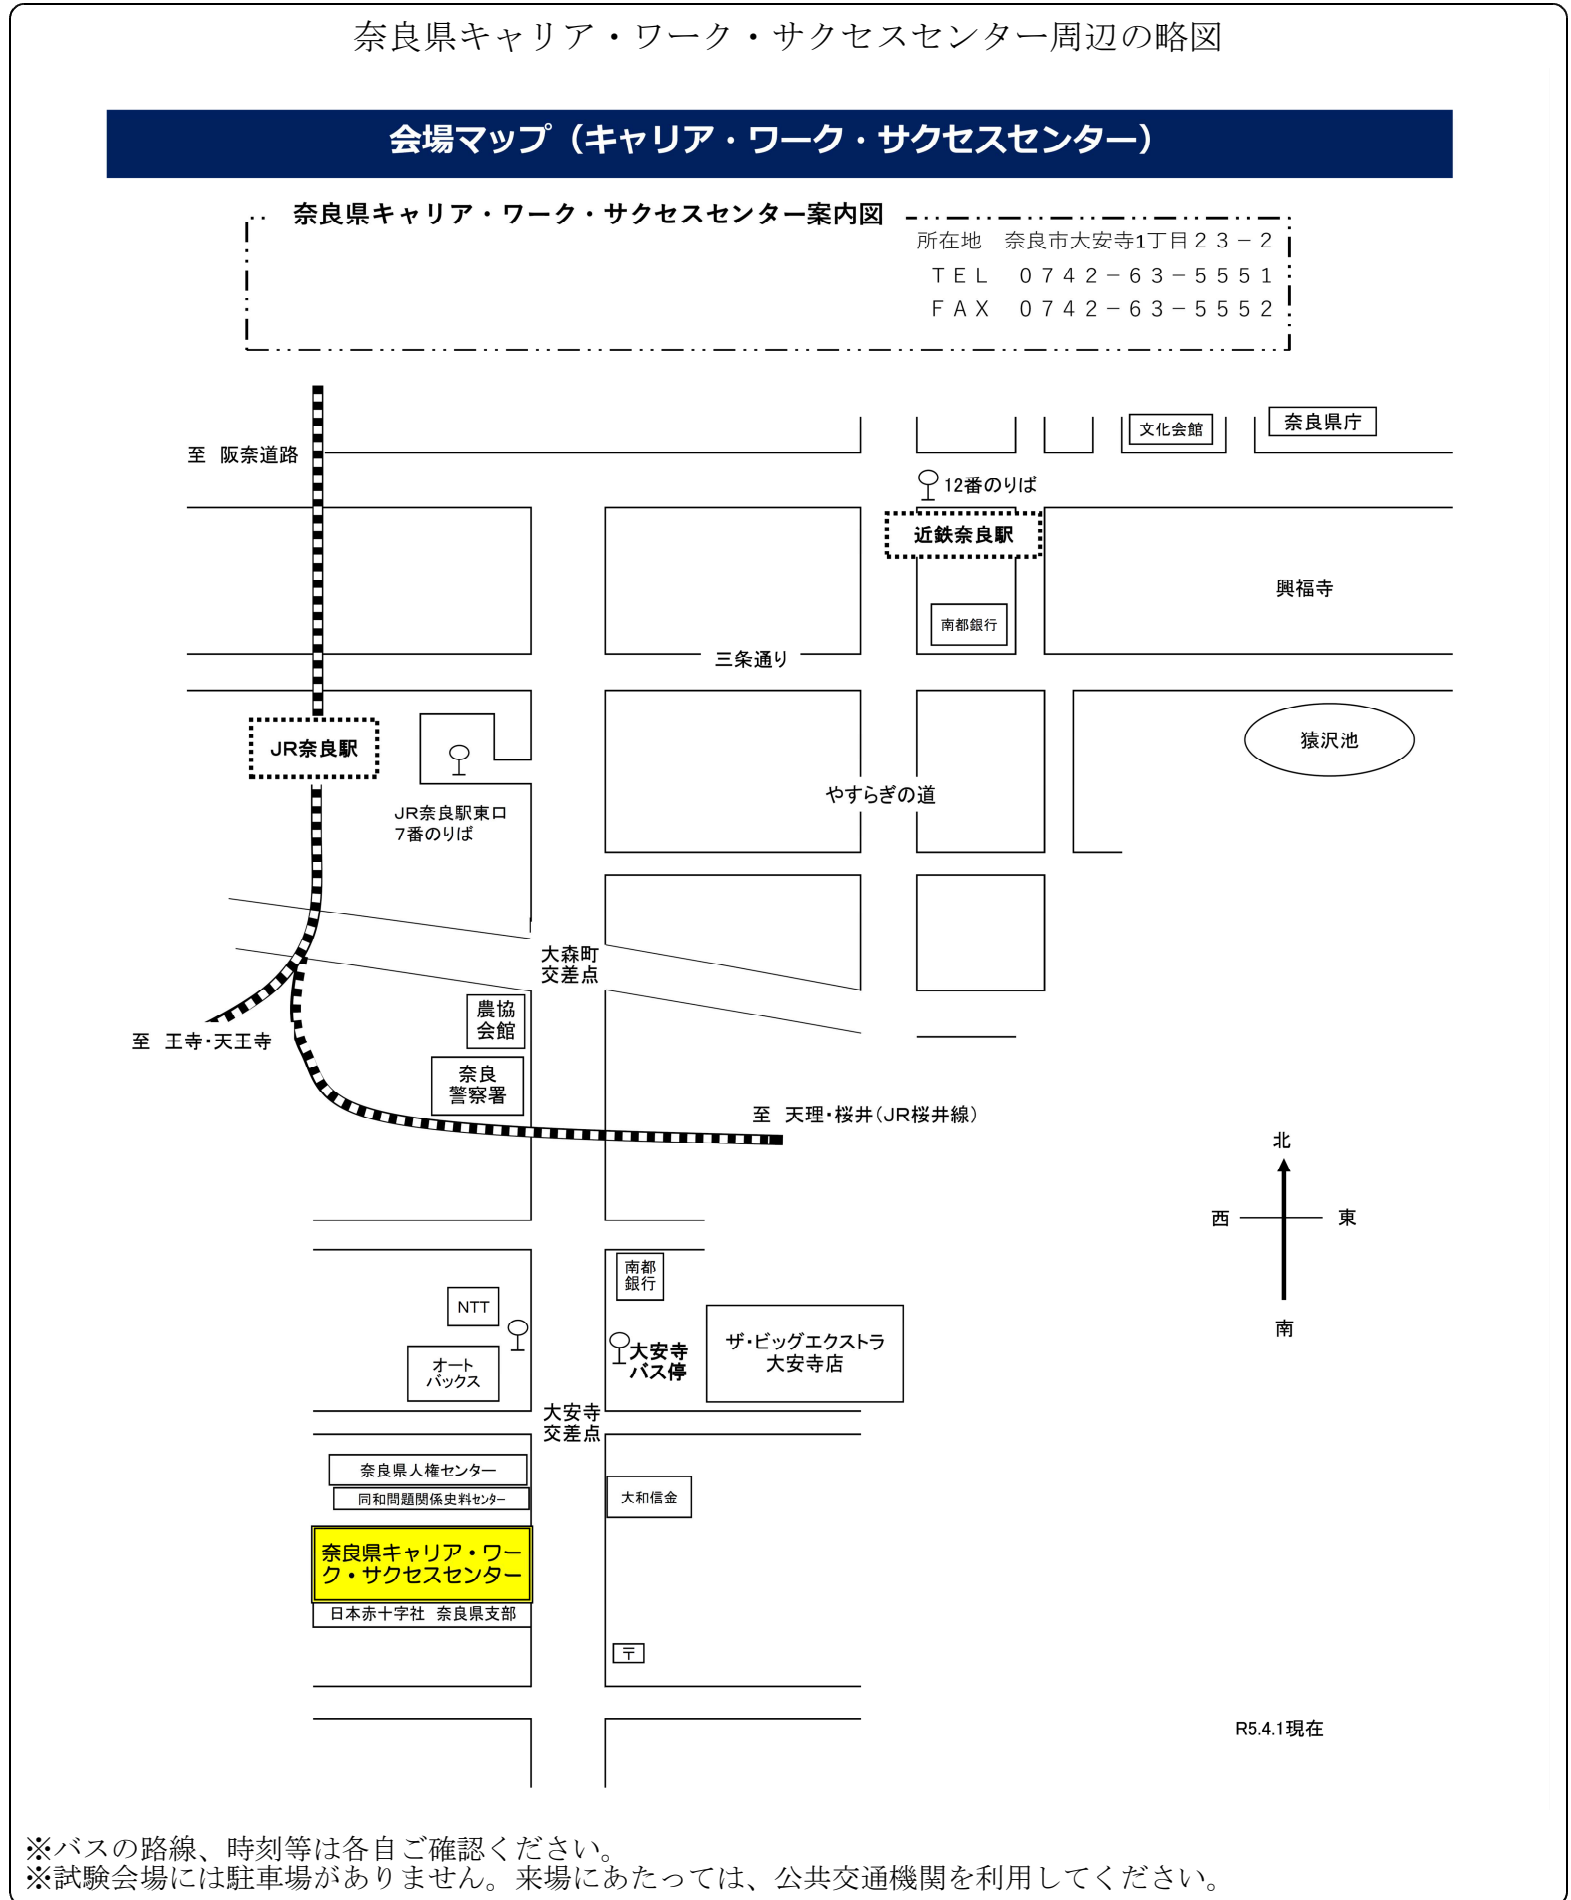 奈良県キャリア・ワーク・サクセスセンター周辺の略図
会場マップ（キャリア・ワーク・サクセスセンター）
奈良県キャリア・ワーク・サクセスセンター案内図
所在地　奈良市大安寺1丁目２３－２
ＴＥＬ　０７４２－６３－５５５１
ＦＡＸ　０７４２－６３－５５５２
文化会館
奈良県庁
至　阪奈道路
12番のりば
近鉄奈良駅
興福寺
南都銀行
三条通り
JR奈良駅
猿沢池
やすらぎの道
JR奈良駅東口
7番のりば
大森町
交差点
農協
会館
至　王寺･天王寺
奈良
警察署
至　天理･桜井(JR桜井線)
北
西
東
南
南都
銀行
NTT
大安寺
バス停
ザ･ビッグエクストラ
大安寺店
オート
バックス
大安寺
交差点
奈良県人権センター
同和問題関係史料センター
大和信金
奈良県キャリア・ワー
ク・サクセスセンター
日本赤十字社　奈良県支部
〒
R5.4.1現在
※バスの路線、時刻等は各自ご確認ください。
※試験会場には駐車場がありません。来場にあたっては、公共交通機関を利用してください。